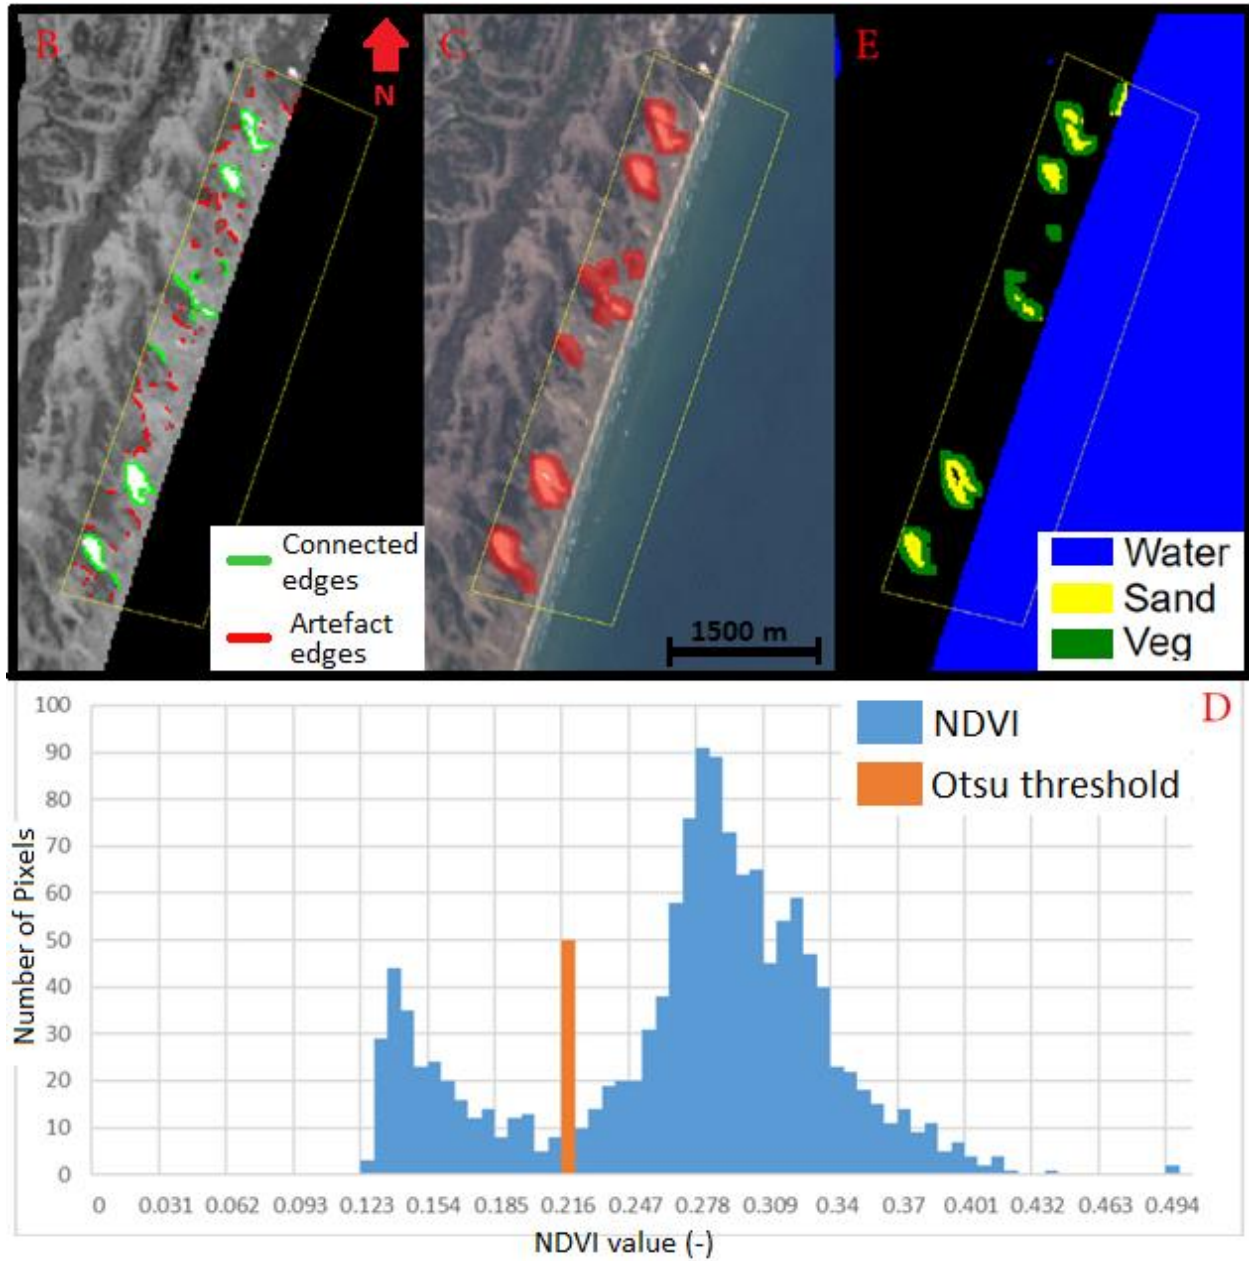 B
N
C
E
Connected
edges
Artefact
edges
1500 m
Water
Sand
Veg
D
NDVI
Otsu threshold
Number of Pixels
100
90
80
70
60
50
40
30
20
10
0
0 0.031 0.062 0.093 0.123 0.154 0.185 0.216 0.247 0.278 0.309 0.34 0.37 0.401 0.432 0.463 0.494
NDVI value (-)